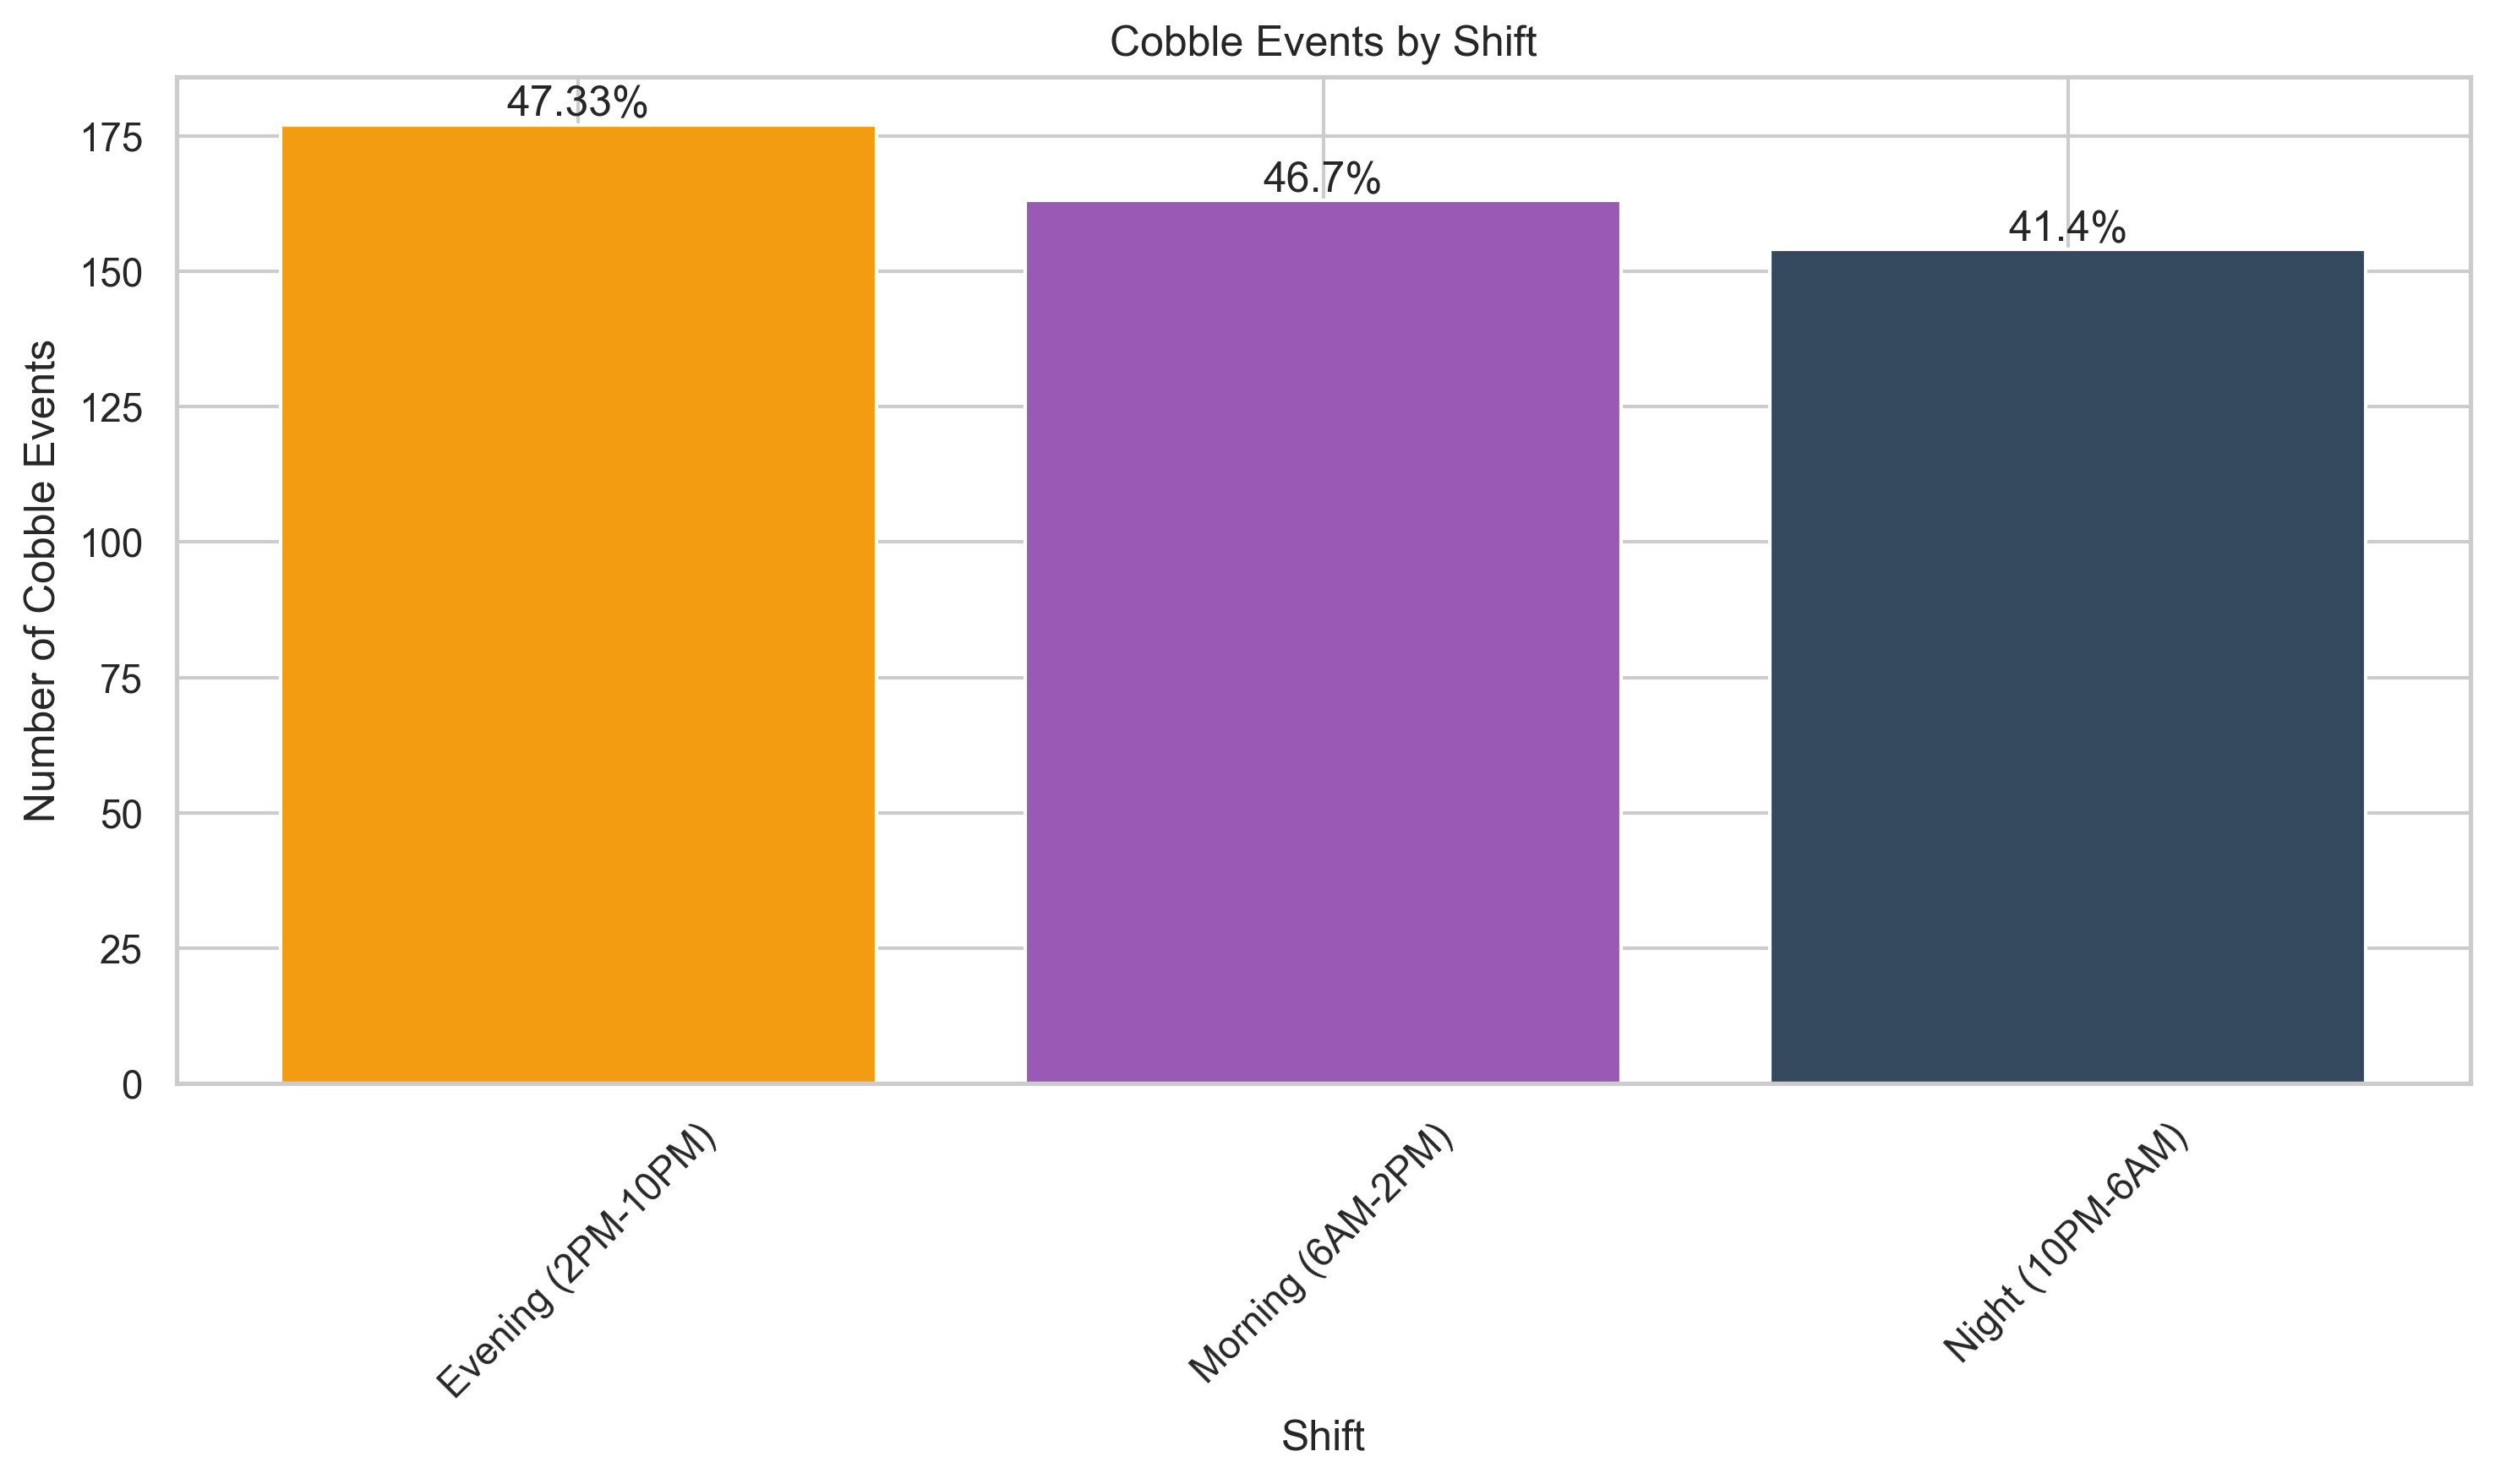 Cobble Events by Shift
47.33%
46.7%
41.4%
175
150
125
100
75
50
25
0
Number of Cobble Events
Evening (2PM-10PM)
Morning (6AM-2PM)
Night (10PM-6AM)
Shift